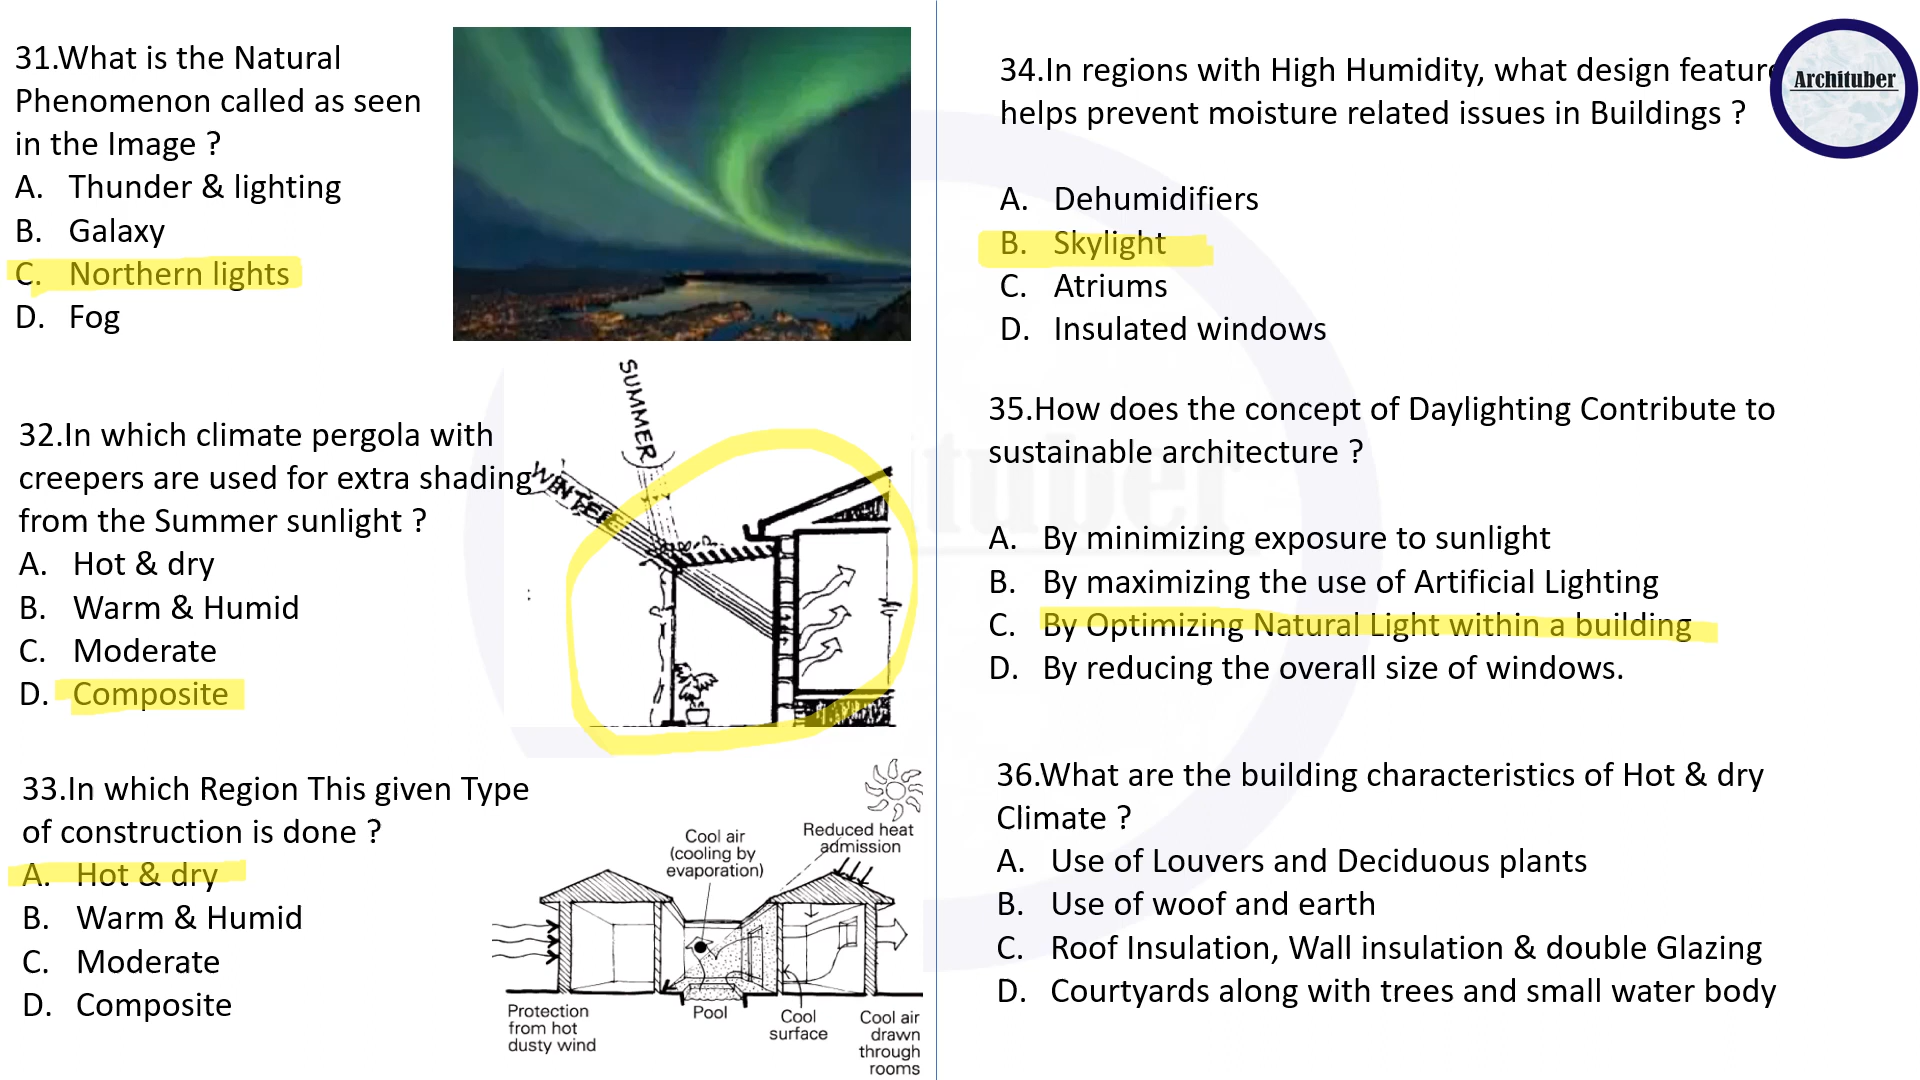 31.What is the Natural
Phenomenon called as seen
in the Image ?
A. Thunder & lighting
B. Galaxy
C. Northern lights
D. Fog
32.In which climate pergola with
creepers are used for extra shading
from the Summer sunlight ?
A. Hot & dry
B. Warm & Humid
C. Moderate
D. Composite
SUMMER
WINTER
33.In which Region This given Type
of construction is done ?
A. Hot & dry
B. Warm & Humid
C. Moderate
D. Composite
Cool air
(cooling by
evaporation)
Reduced heat
admission
Protection
from hot
dusty wind
Pool
Cool
surface
Cool air
drawn
through
rooms
34.In regions with High Humidity, what design feature
helps prevent moisture related issues in Buildings ?
A. Dehumidifiers
B. Skylight
C. Atriums
D. Insulated windows
35.How does the concept of Daylighting Contribute to
sustainable architecture ?
A. By minimizing exposure to sunlight
B. By maximizing the use of Artificial Lighting
C. By Optimizing Natural Light within a building
D. By reducing the overall size of windows.
36.What are the building characteristics of Hot & dry
Climate ?
A. Use of Louvers and Deciduous plants
B. Use of woof and earth
C. Roof Insulation, Wall insulation & double Glazing
D. Courtyards along with trees and small water body
Archituber
ituber